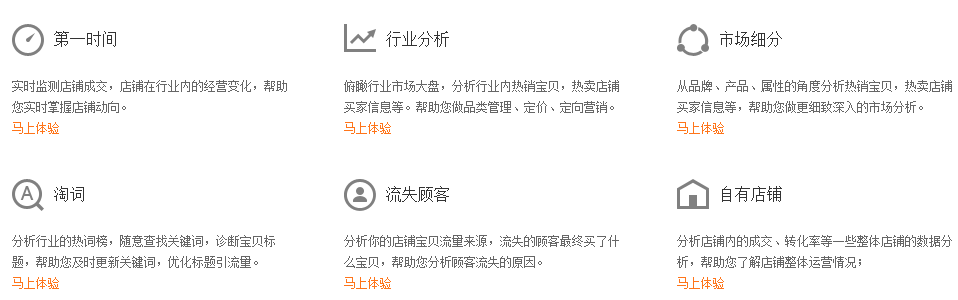 第一时间
实时监测店铺成交，店铺在行业内的经营变化，帮助
您实时掌握店铺动向。
马上体验
行业分析
俯瞰行业市场大盘，分析行业内热销宝贝，热卖店铺
买家信息等。帮助您做品类管理、定价、定向营销。
马上体验
市场细分
从品牌、产品、属性的角度分析热销宝贝，热卖店铺
买家信息等，帮助您做更细致深入的市场分析。
马上体验
A
淘词
分析行业的热词榜，随意查找关键词，诊断宝贝标
题，帮助您及时更新关键词，优化标题引流量。
马上体验
流失顾客
分析你的店铺宝贝流量来源，流失的顾客最终买了什
么宝贝，帮助您分析顾客流失的原因。
马上体验
自有店铺
分析店铺内的成交、转化率等一些整体店铺的数据分
析，帮助您了解店铺整体运营情况；
马上体验